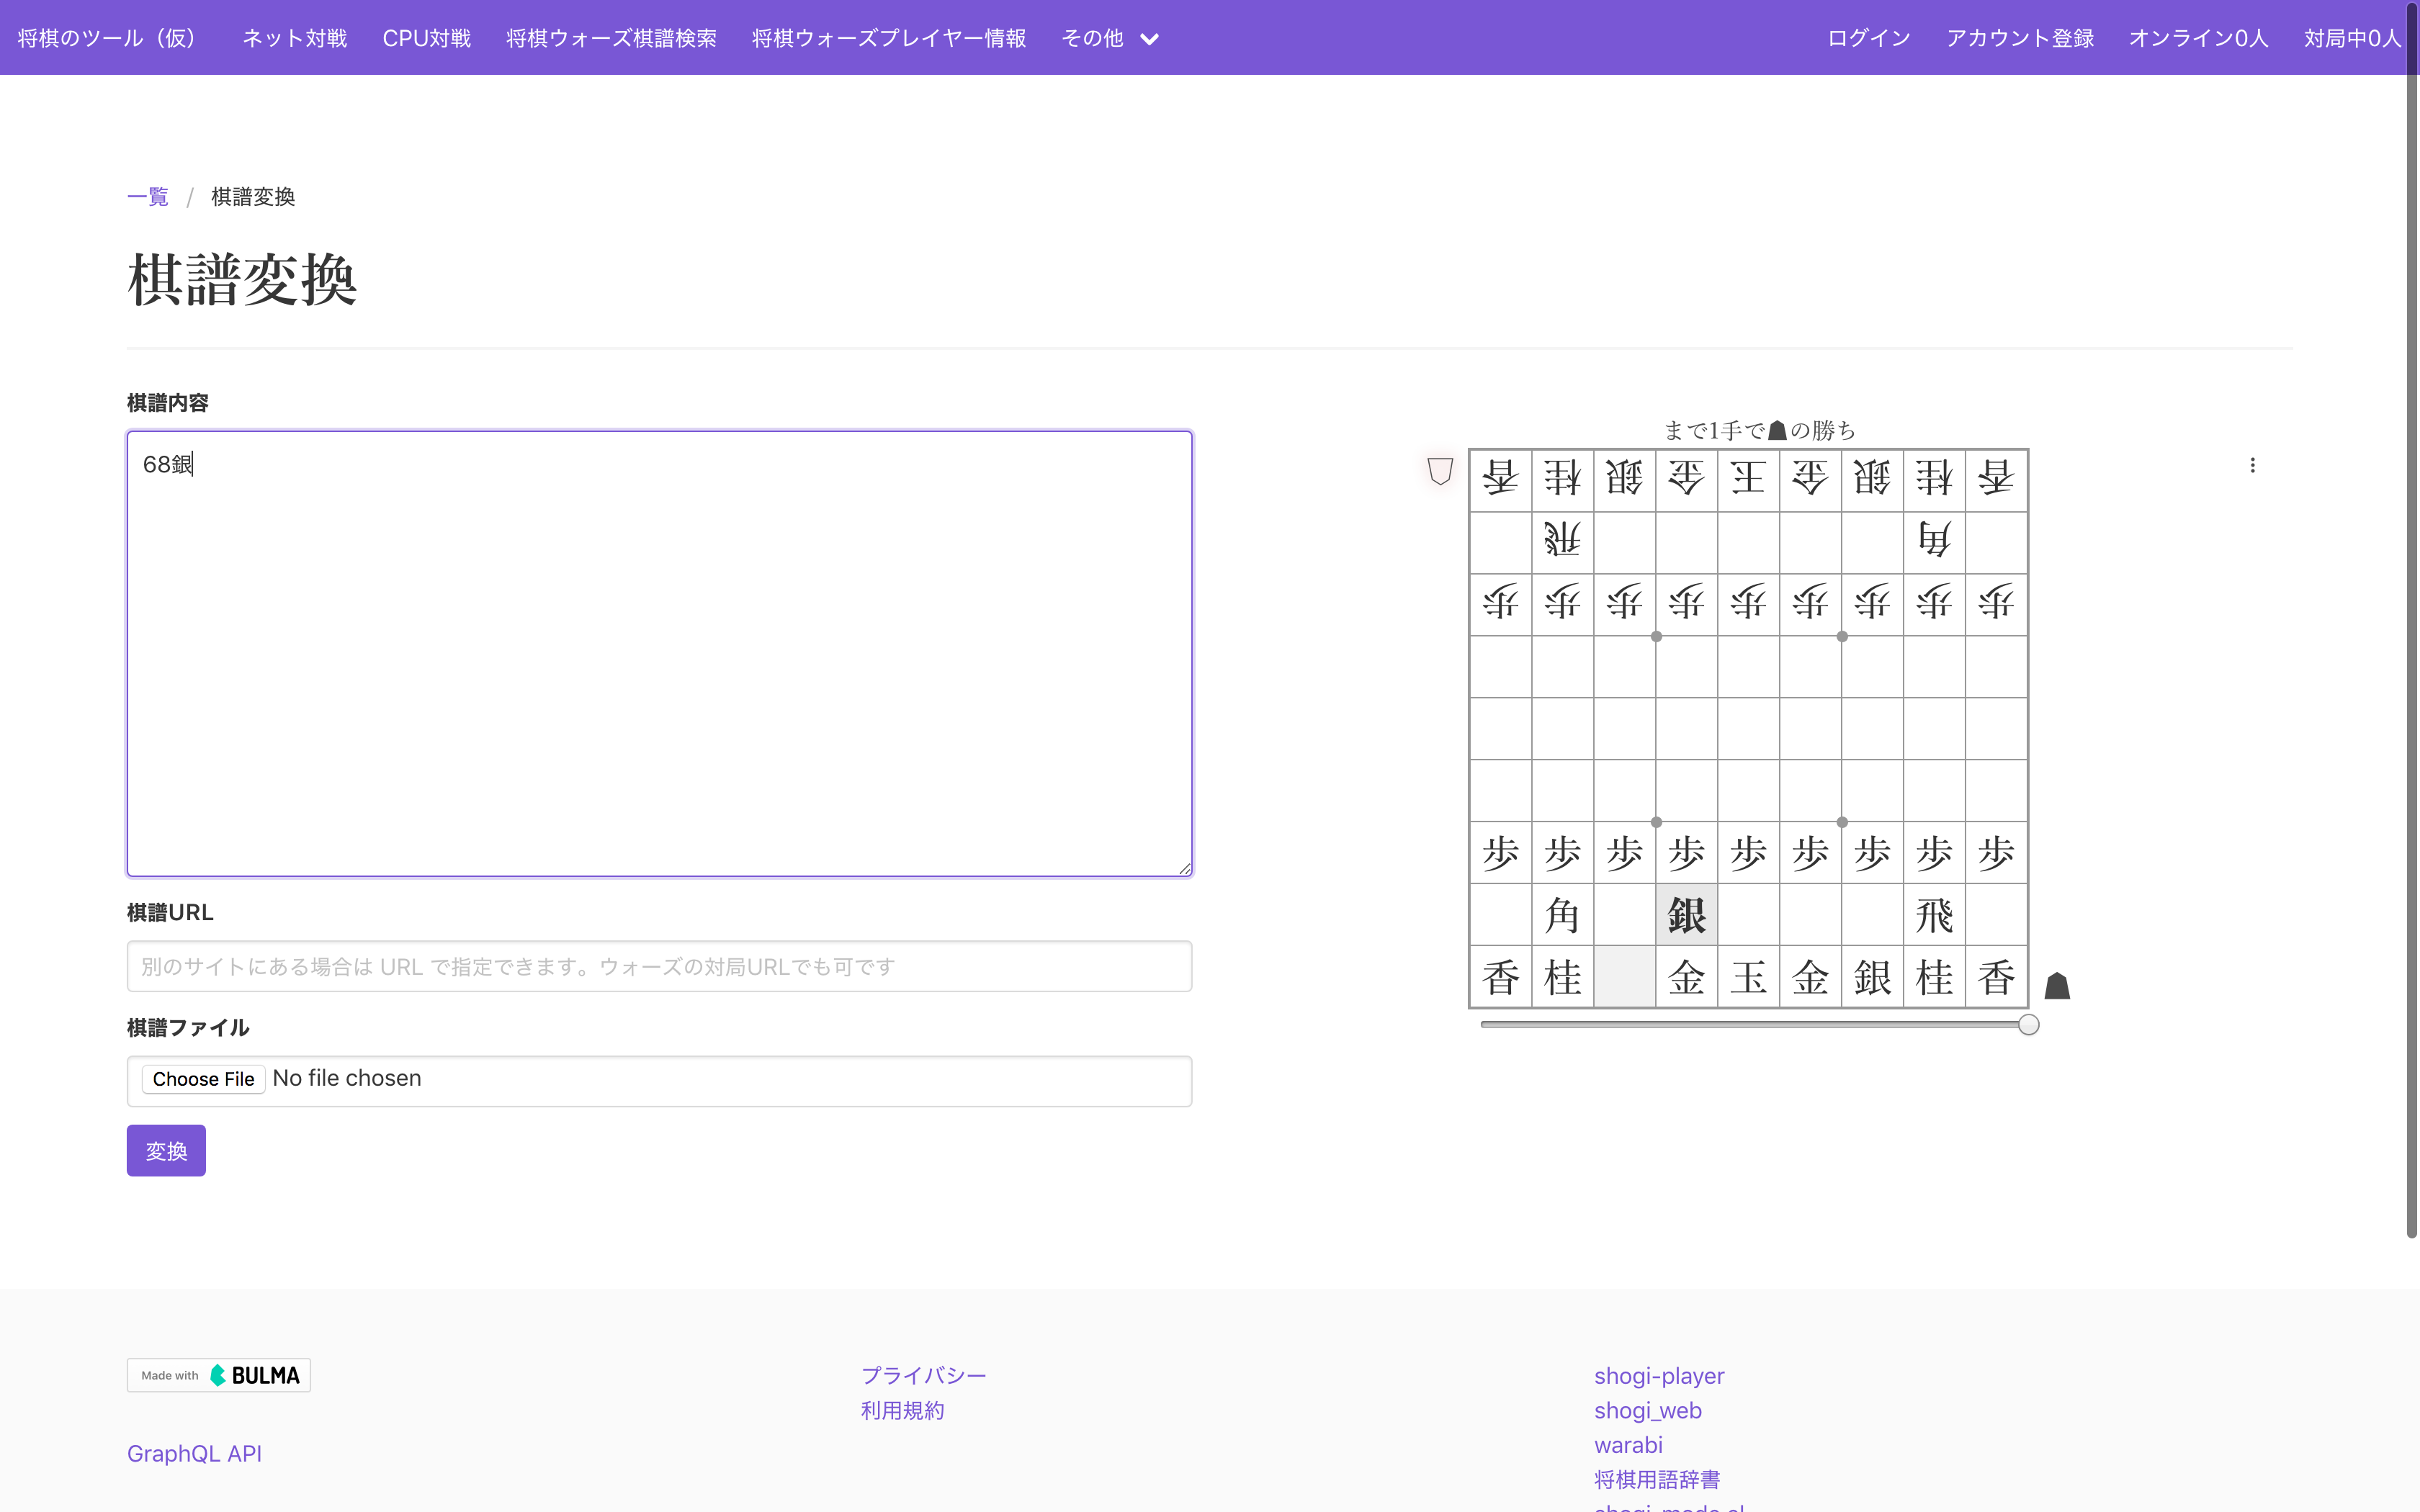 将棋のツール（仮） ネット対戦 CPU対戦 将棋ウォーズ棋譜検索 将棋ウォーズプレイヤー情報 その他 ログイン アカウント登録 オンライン0人 対局中0人
一覧 / 棋譜変換
棋譜変換
棋譜内容
68銀
棋譜URL
別のサイトにある場合は URL で指定できます。ウォーズの対局URLでも可です
棋譜ファイル
Choose File No file chosen
変換
まで1手で☗の勝ち
香 桂 銀 金 王 金 銀 桂 香
飛 角
歩 歩 歩 歩 歩 歩 歩 歩 歩
歩 歩 歩 歩 歩 歩 歩 歩 歩
角 銀 飛
香 桂 金 玉 金 銀 桂 香
Made with BULMA
GraphQL API
プライバシー
利用規約
shogi-player
shogi_web
warabi
将棋用語辞書